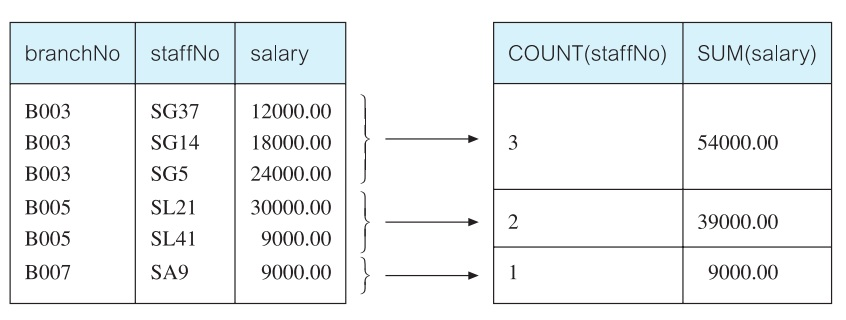 branchNo staffNo salary COUNT(staffNo) SUM(salary)
B003 SG37 12000.00
B003 SG14 18000.00 3 54000.00
B003 SG5 24000.00
B005 SL21 30000.00
2 39000.00
B005 SL41 9000.00
B007 SA9 9000.00 1 9000.00